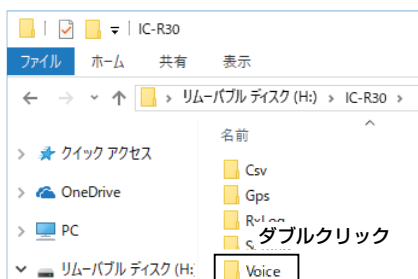 IC-R30
ファイル ホーム 共有 表示
リムーバブル ディスク (H:) > IC-R30 >
名前
クイック アクセス
Csv
OneDrive
Gps
RxLog
PC
ダブルクリック
リムーバブル ディスク (H:
Voice